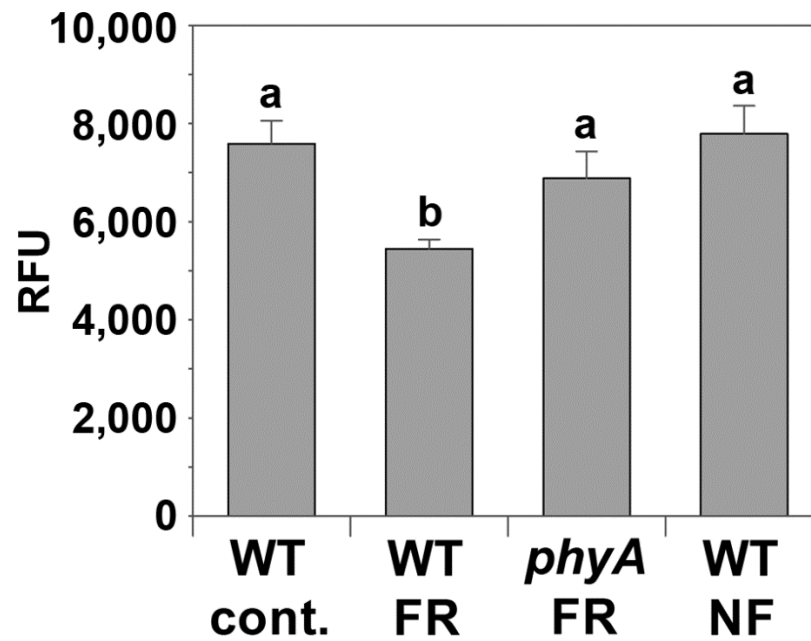 10,000
8,000
6,000
4,000
2,000
0
RFU
a
b
a
a
WT cont.
WT FR
phyA FR
WT NF